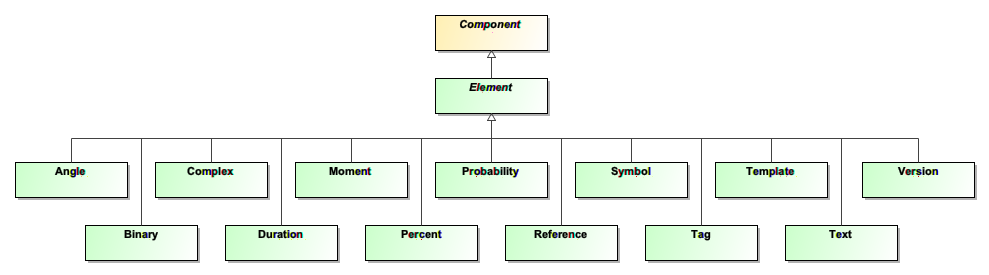 Component
Element
Angle
Complex
Moment
Probability
Symbol
Template
Version
Binary
Duration
Percent
Reference
Tag
Text